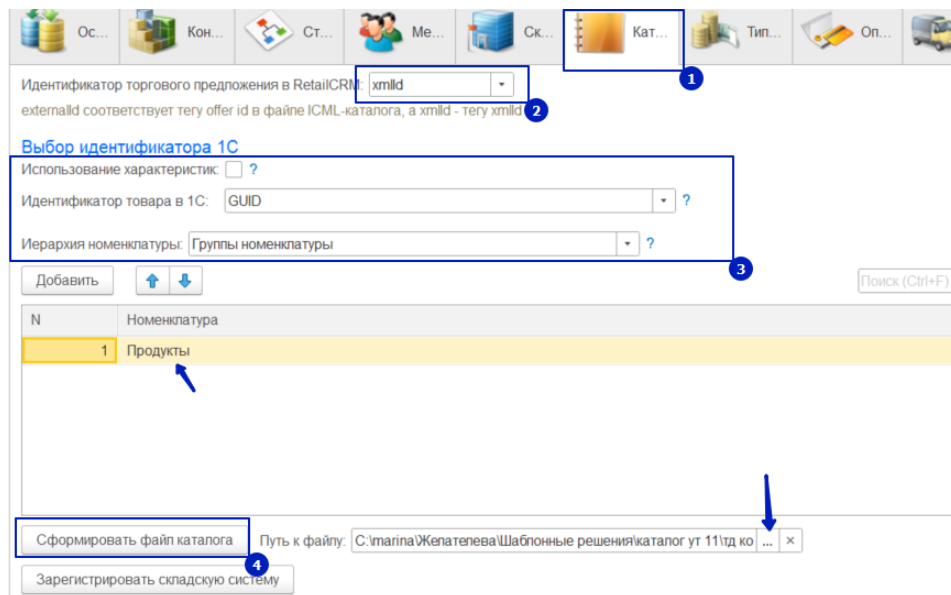 Ос... Кон... Ст... Ме... Ск... Кат... Тип... Оп...
1
Идентификатор торгового предложения в RetailCRM: xmlId
2
externalId соответствует тегу offer id в файле ICML-каталога, а xmlId - тегу xmlId
Выбор идентификатора 1С
Использование характеристик: ?
Идентификатор товара в 1С: GUID ?
Иерархия номенклатуры: Группы номенклатуры ?
3
Добавить Поиск (Ctrl+F)
N Номенклатура
1 Продукты
Сформировать файл каталога Путь к файлу: C:\marina\Желателева\Шаблонные решения\каталог ут 11\тд ко ... ×
4
Зарегистрировать складскую систему